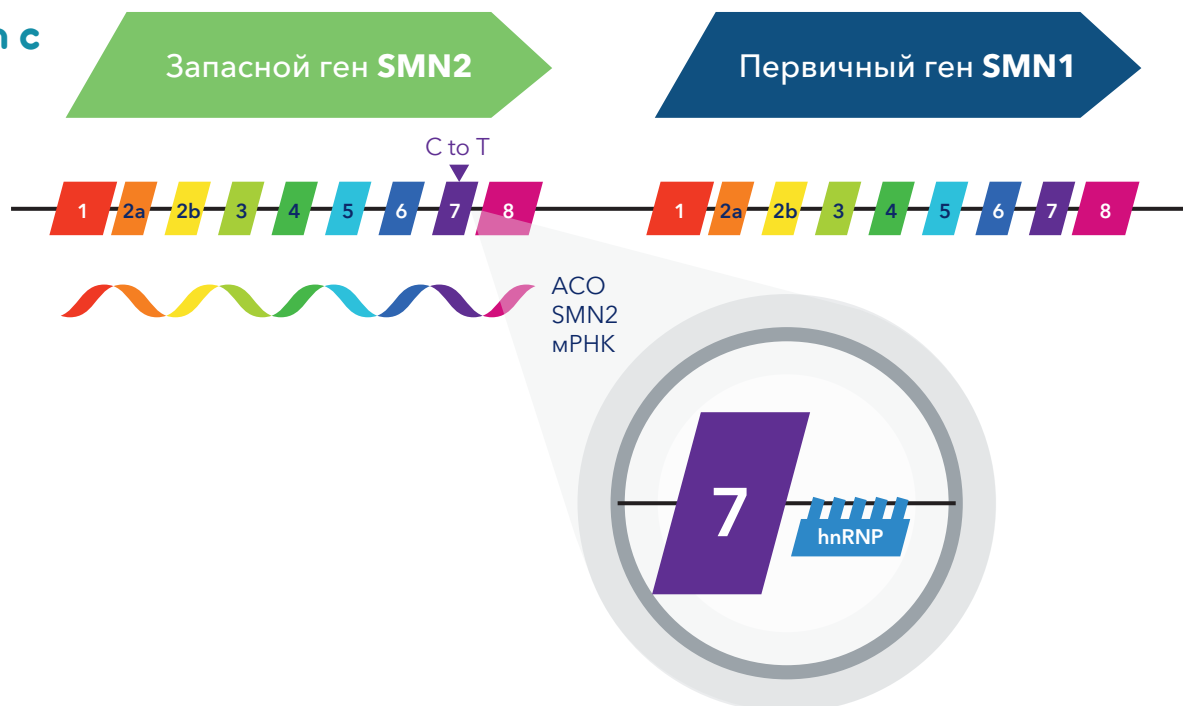 n c
Запасной ген SMN2
Первичный ген SMN1
C to T
1 2a 2b 3 4 5 6 7 8
1 2a 2b 3 4 5 6 7 8
АСО
SMN2
мРНК
7
hnRNP